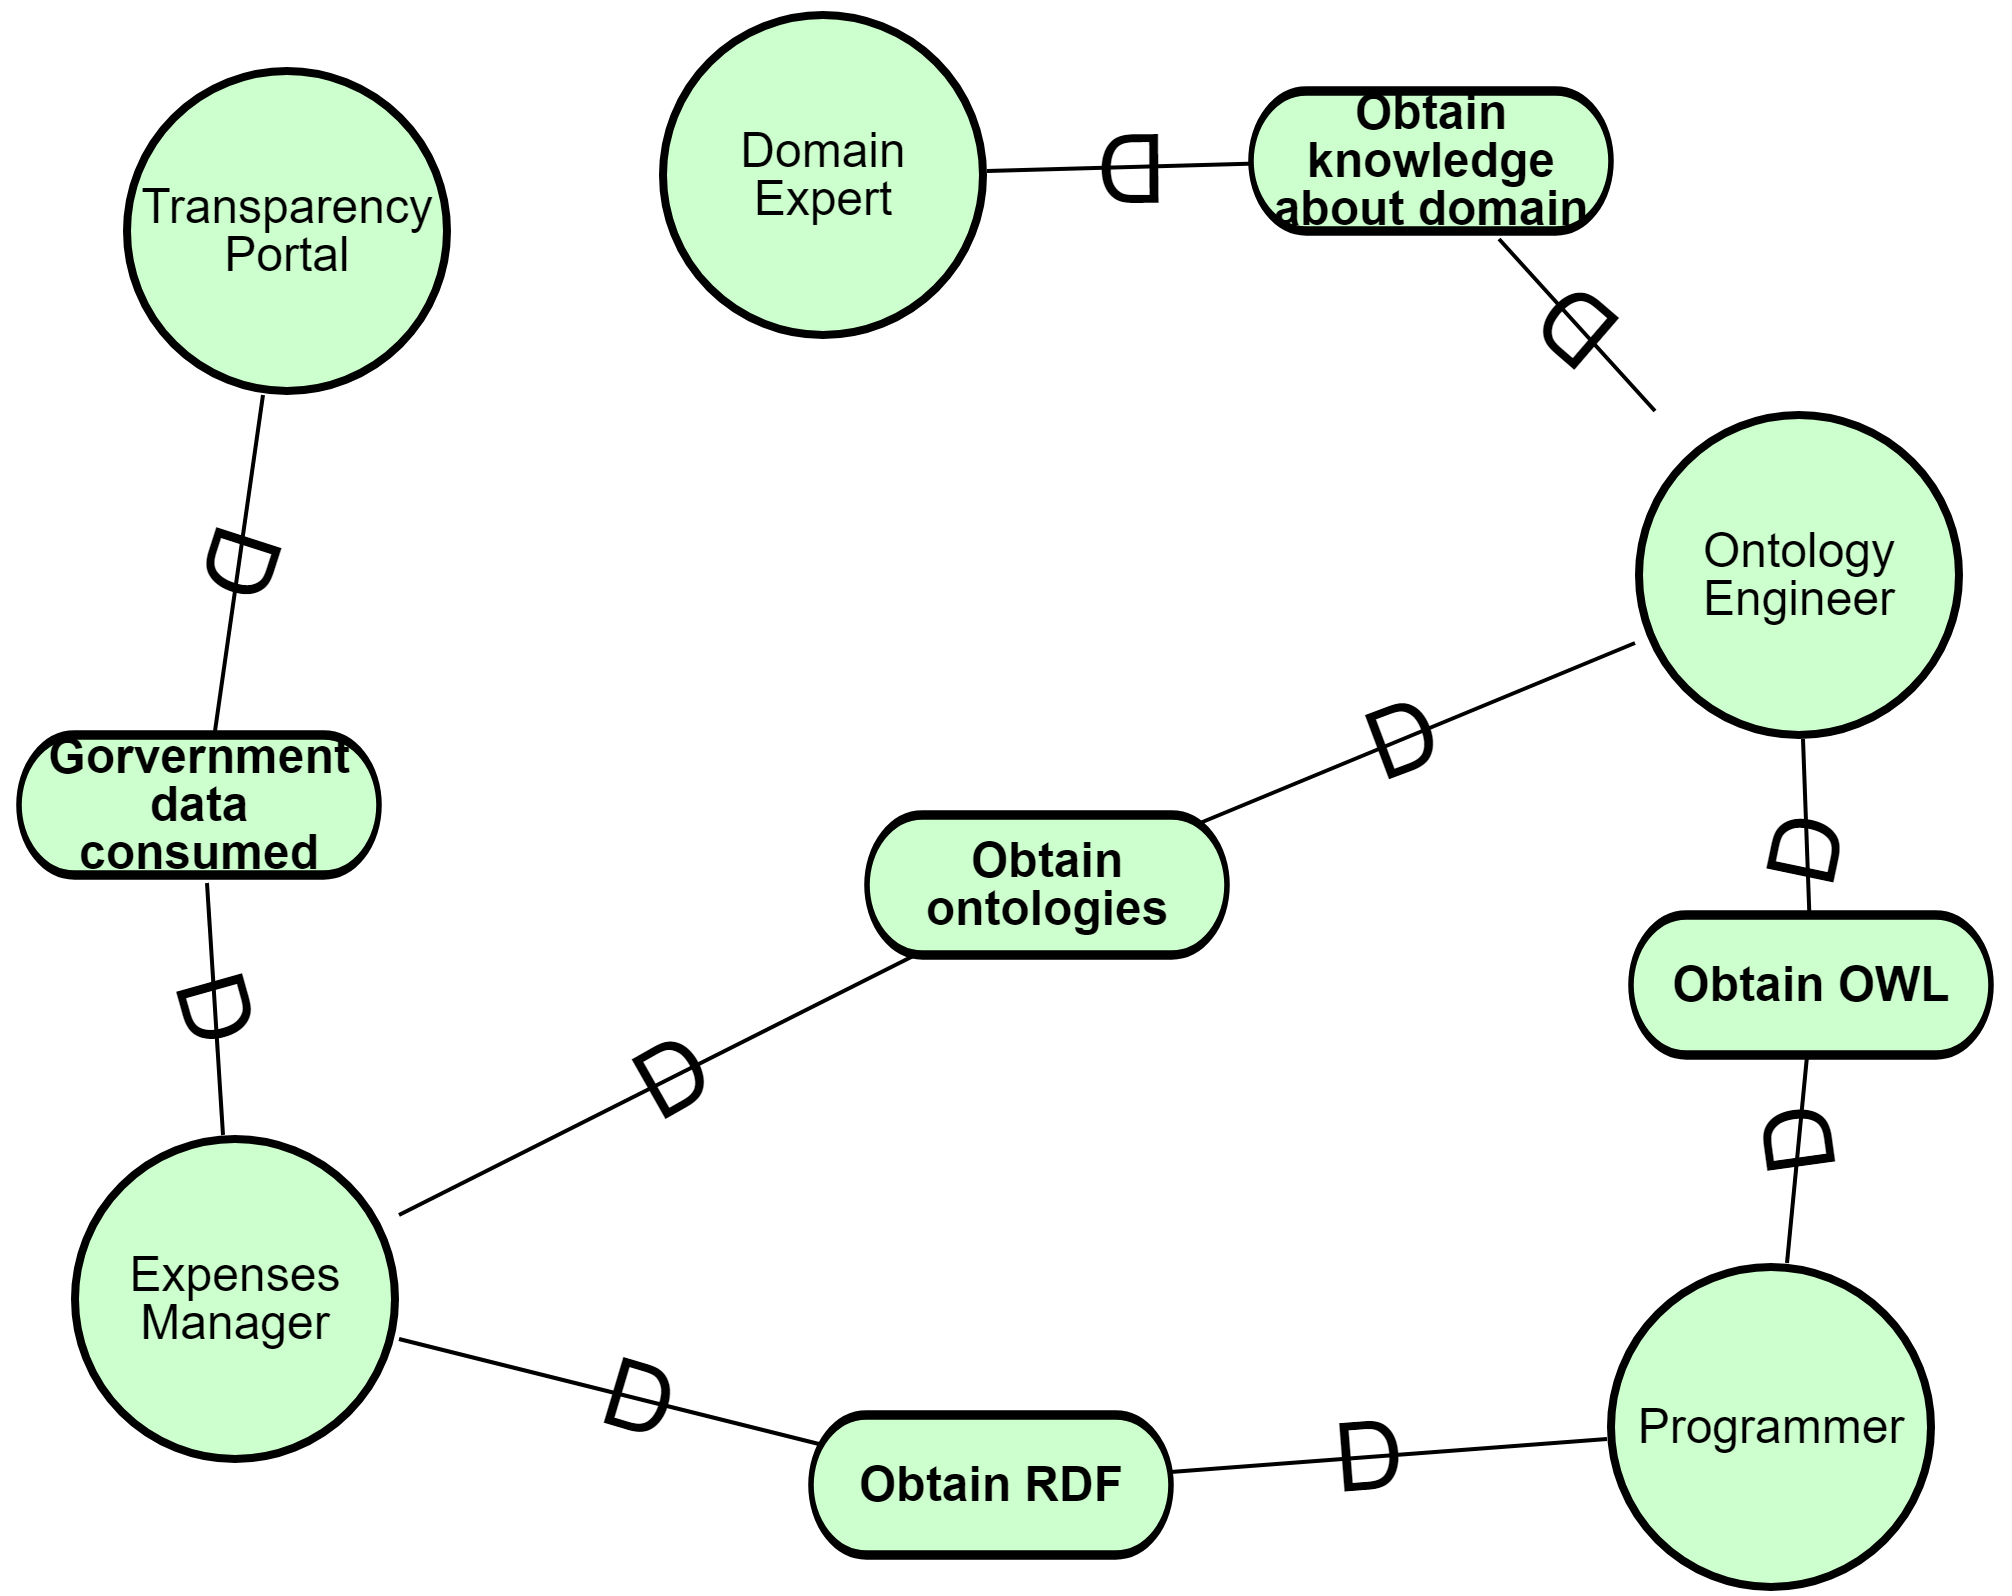 Transparency
Portal
Domain
Expert
Obtain
knowledge
about domain
Ontology
Engineer
Gorvernment
data
consumed
Obtain
ontologies
Obtain OWL
Expenses
Manager
Obtain RDF
Programmer
D
D
D
D
D
D
D
D
D
D